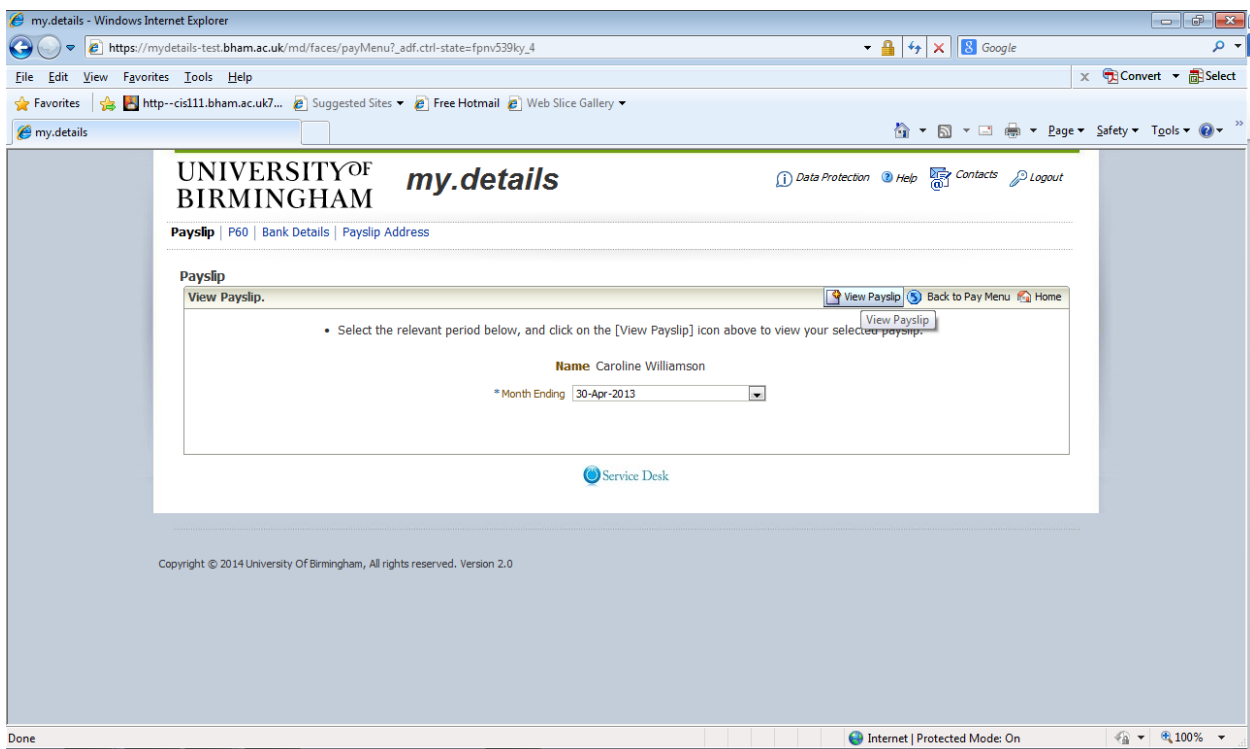 my.details - Windows Internet Explorer
https://mydetails-test.bham.ac.uk/md/faces/payMenu?_adf.ctrl-state=fpnv539ky_4
Google
File Edit View Favorites Tools Help
x Convert Select
Favorites http--cis111.bham.ac.uk7... Suggested Sites Free Hotmail Web Slice Gallery
my.details
Page Safety Tools
UNIVERSITY OF BIRMINGHAM
my.details
Data Protection Help Contacts Logout
Payslip | P60 | Bank Details | Payslip Address
Payslip
View Payslip.
View Payslip Back to Pay Menu Home
View Payslip
• Select the relevant period below, and click on the [View Payslip] icon above to view your selected payslip.
Name Caroline Williamson
* Month Ending 30-Apr-2013
Service Desk
Copyright © 2014 University Of Birmingham, All rights reserved. Version 2.0
Done
Internet | Protected Mode: On
100%